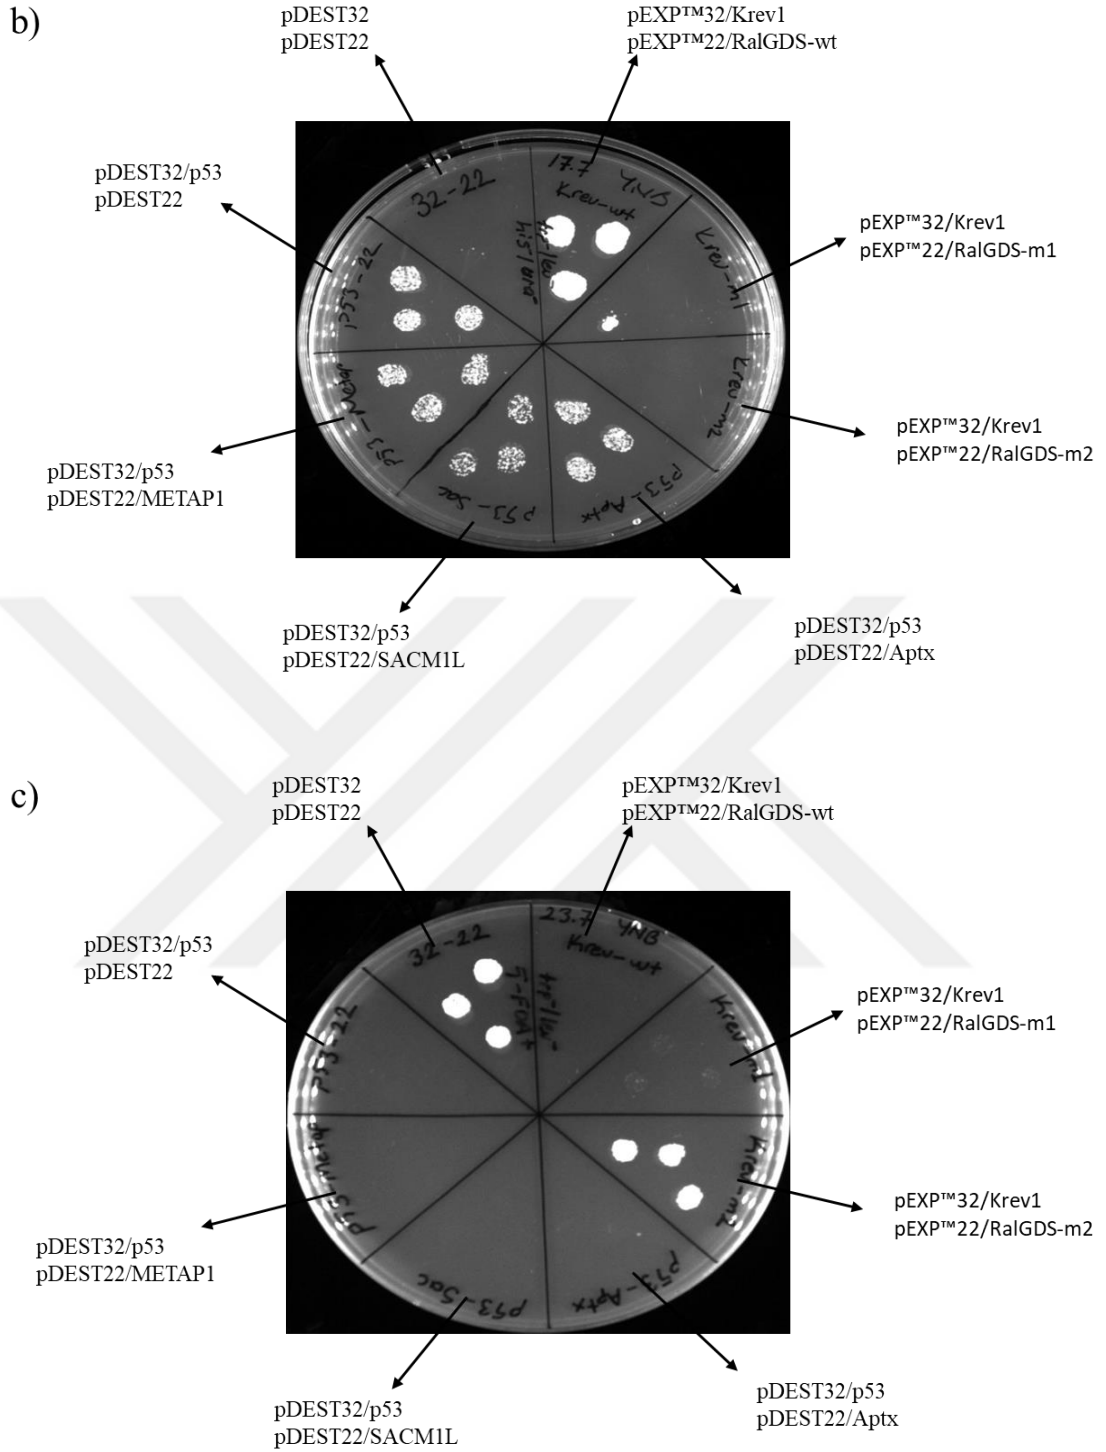 b)
pDEST32
pDEST22
pEXP™32/Krev1
pEXP™22/RalGDS-wt
pDEST32/p53
pDEST22
pEXP™32/Krev1
pEXP™22/RalGDS-m1
pEXP™32/Krev1
pEXP™22/RalGDS-m2
pDEST32/p53
pDEST22/METAP1
pDEST32/p53
pDEST22/SACM1L
pDEST32/p53
pDEST22/Aptx
32-22
17.7 YNB
Krev-wt
trp-/leu-
his-/ura-
Krev-m1
Krev-m2
P53-Aptx
P53-Sac
P53-Metap
P53-22
c)
pDEST32
pDEST22
pEXP™32/Krev1
pEXP™22/RalGDS-wt
pDEST32/p53
pDEST22
pEXP™32/Krev1
pEXP™22/RalGDS-m1
pEXP™32/Krev1
pEXP™22/RalGDS-m2
pDEST32/p53
pDEST22/METAP1
pDEST32/p53
pDEST22/SACM1L
pDEST32/p53
pDEST22/Aptx
32-22
23.7 YNB
Krev-wt
5-FOA+
Krev-m1
Krev-m2
P53-Aptx
P53-Sac
P53-Metap
P53-22